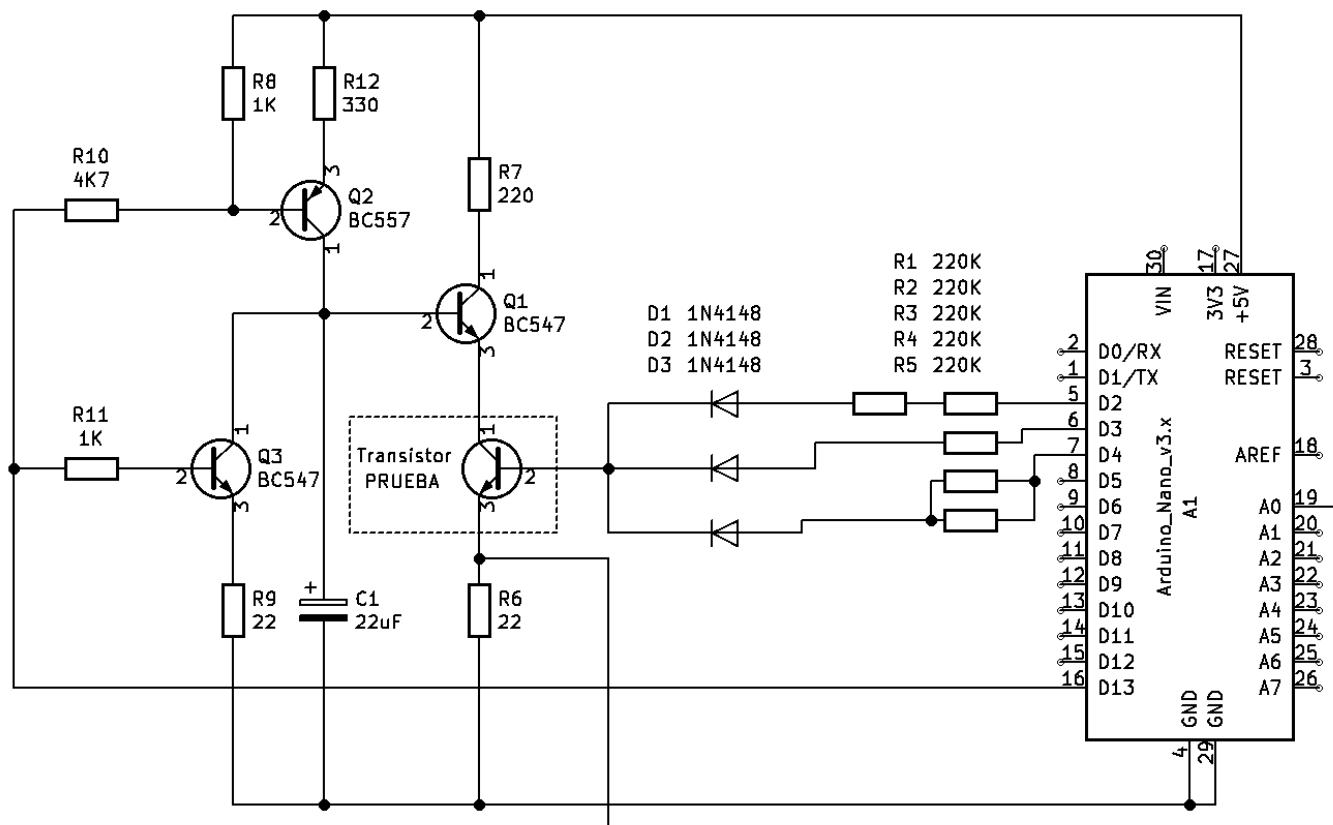 R8
1K
R12
330
R10
4K7
3
2
Q2
BC557
1
R7
220
1
2
Q1
BC547
3
R11
1K
1
2
Q3
BC547
3
Transistor
PRUEBA
1
2
3
R9
22
+
C1
22uF
R6
22
D1 1N4148
D2 1N4148
D3 1N4148
R1 220K
R2 220K
R3 220K
R4 220K
R5 220K
30
VIN
17
3V3
27
+5V
2 D0/RX
1 D1/TX
5 D2
6 D3
7 D4
8 D5
9 D6
10 D7
11 D8
12 D9
13 D10
14 D11
15 D12
16 D13
Arduino_Nano_v3.x
A1
RESET 28
RESET 3
AREF 18
A0 19
A1 20
A2 21
A3 22
A4 23
A5 24
A6 25
A7 26
GND
GND
4
29